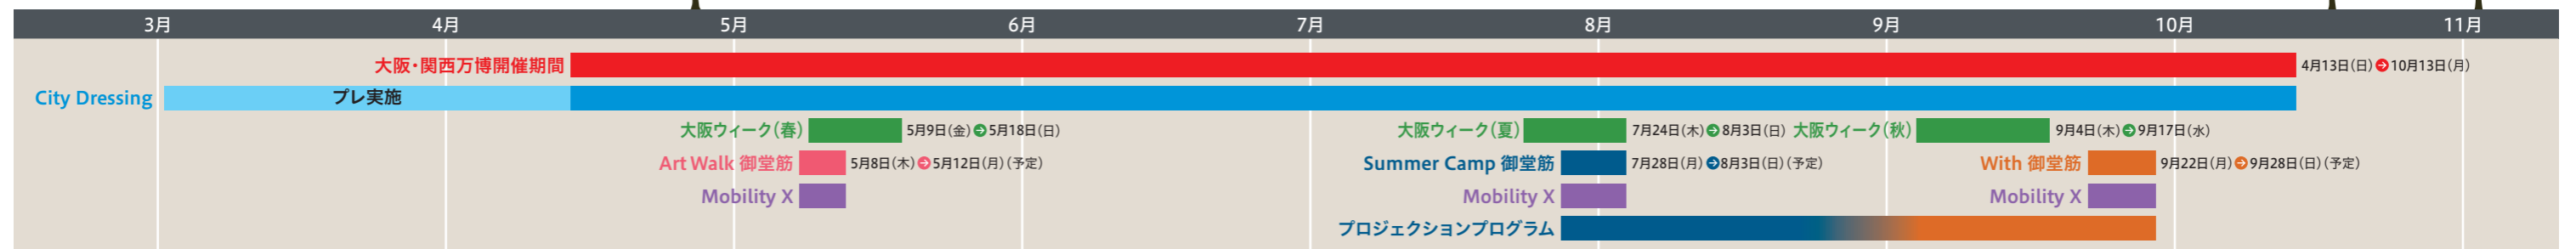 3月 4月 5月 6月 7月 8月 9月 10月 11月
大阪・関西万博開催期間 4月13日(日)➔10月13日(月)
City Dressing プレ実施
大阪ウィーク(春) 5月9日(金)➔5月18日(日) 大阪ウィーク(夏) 7月24日(木)➔8月3日(日) 大阪ウィーク(秋) 9月4日(木)➔9月17日(水)
Art Walk 御堂筋 5月8日(木)➔5月12日(月)(予定) Summer Camp 御堂筋 7月28日(月)➔8月3日(日)(予定) With 御堂筋 9月22日(月)➔9月28日(日)(予定)
Mobility X Mobility X Mobility X
プロジェクションプログラム